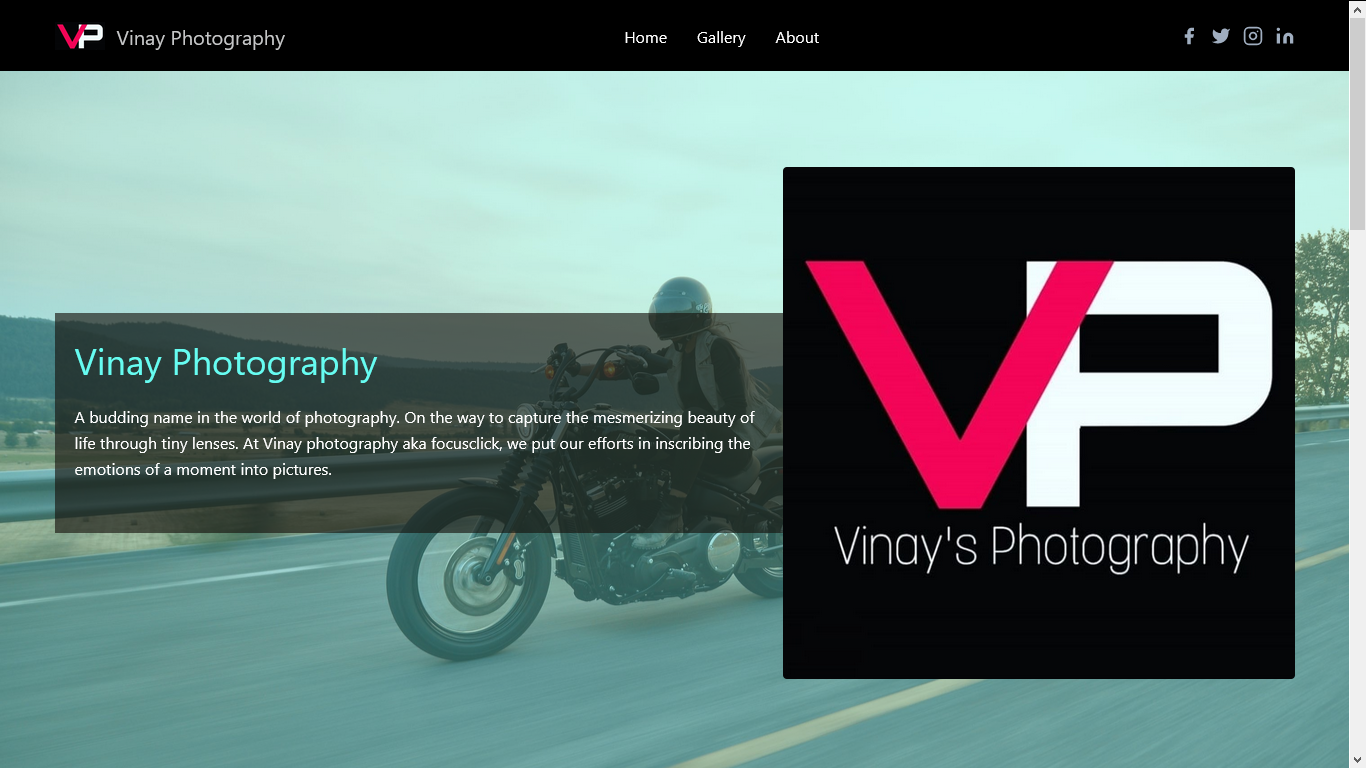 VP Vinay Photography
Home Gallery About
Vinay Photography
A budding name in the world of photography. On the way to capture the mesmerizing beauty of
life through tiny lenses. At Vinay photography aka focusclick, we put our efforts in inscribing the
emotions of a moment into pictures.
VP
Vinay's Photography